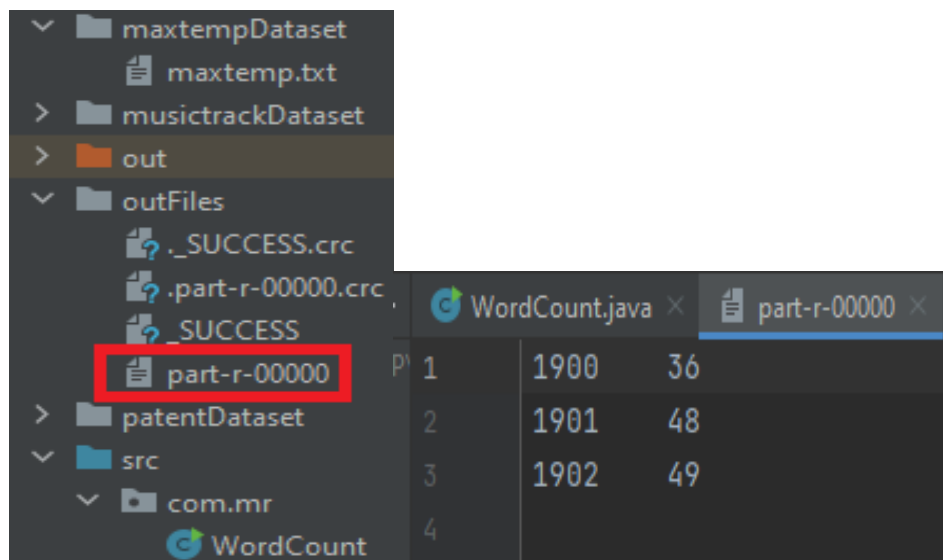 maxtempDataset
maxtemp.txt
musictrackDataset
out
outFiles
._SUCCESS.crc
.part-r-00000.crc
_SUCCESS
part-r-00000
patentDataset
src
com.mr
WordCount
WordCount.java part-r-00000
1 1900 36
2 1901 48
3 1902 49
4